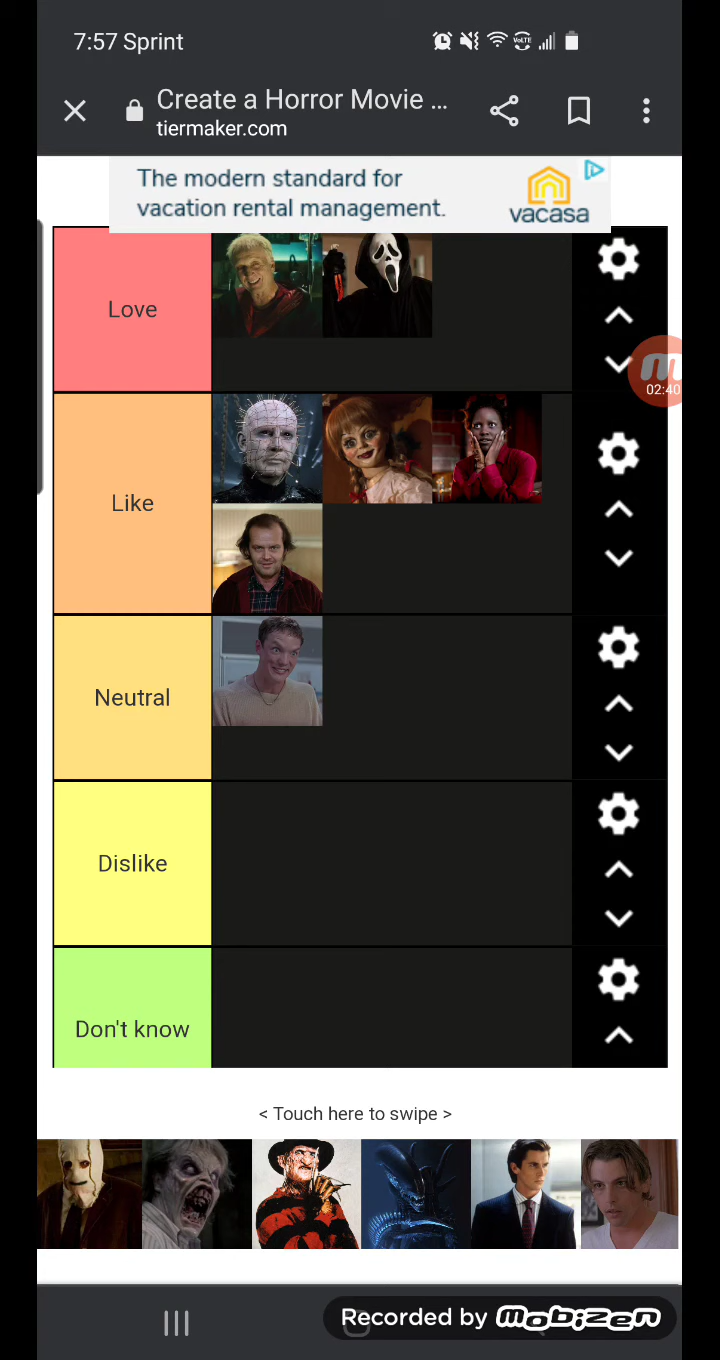 7:57 Sprint
VoLTE
Create a Horror Movie ...
tiermaker.com
The modern standard for
vacation rental management.
vacasa
Love
02:40
Like
Neutral
Dislike
Don't know
< Touch here to swipe >
Recorded by mobizen